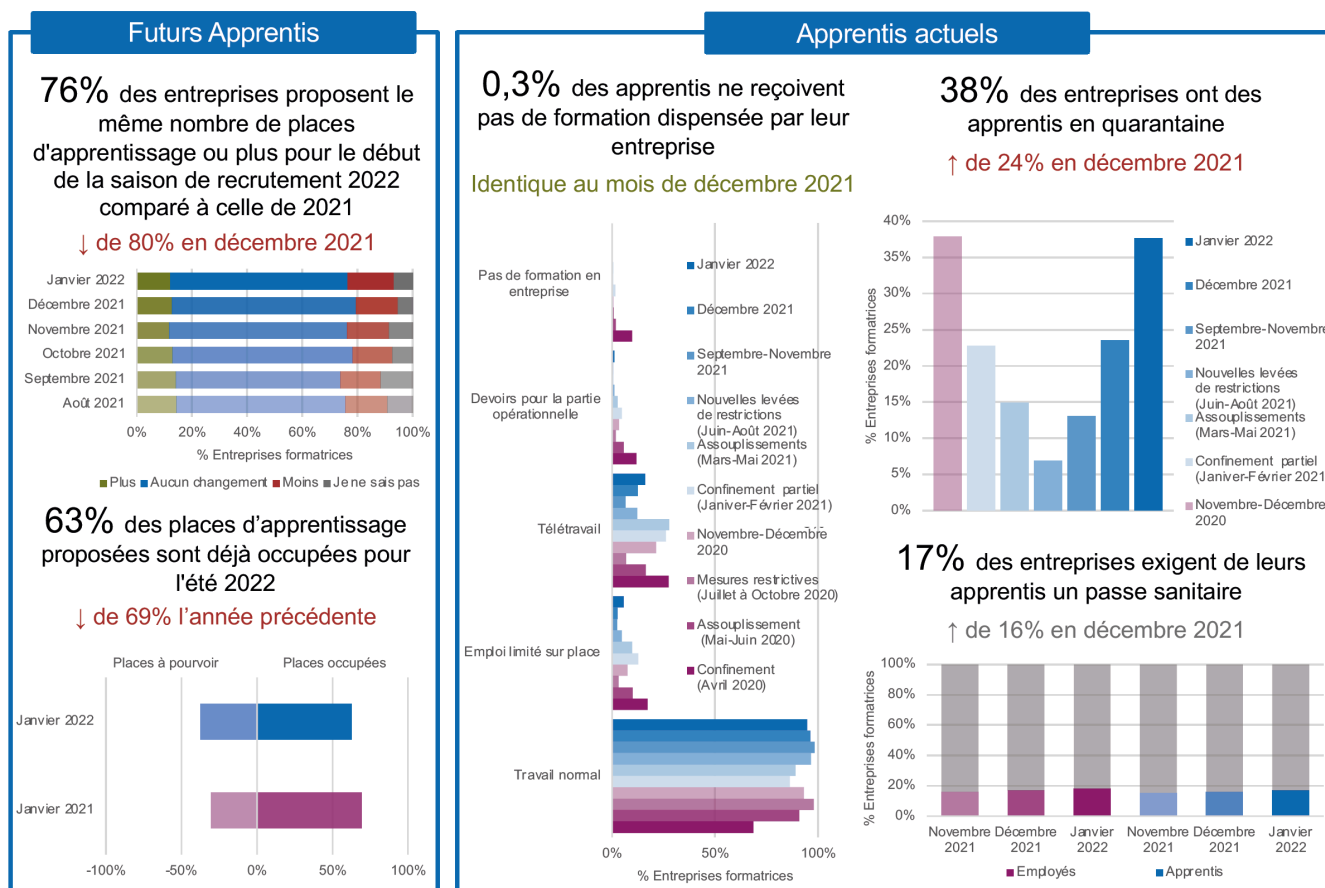 Futurs Apprentis
76% des entreprises proposent le
même nombre de places
d'apprentissage ou plus pour le début
de la saison de recrutement 2022
comparé à celle de 2021
↓ de 80% en décembre 2021
Janvier 2022
Décembre 2021
Novembre 2021
Octobre 2021
Septembre 2021
Août 2021
0% 20% 40% 60% 80% 100%
% Entreprises formatrices
Plus Aucun changement Moins Je ne sais pas
63% des places d'apprentissage
proposées sont déjà occupées pour
l'été 2022
↓ de 69% l'année précédente
Places à pourvoir Places occupées
Janvier 2022
Janvier 2021
-100% -50% 0% 50% 100%
Apprentis actuels
0,3% des apprentis ne reçoivent
pas de formation dispensée par leur
entreprise
Identique au mois de décembre 2021
Pas de formation en
entreprise
Devoirs pour la partie
opérationnelle
Télétravail
Emploi limité sur place
Travail normal
0% 50% 100%
% Entreprises formatrices
Janvier 2022
Décembre 2021
Septembre-Novembre
2021
Nouvelles levées
de restrictions
(Juin-Août 2021)
Assouplissements
(Mars-Mai 2021)
Confinement partiel
(Janiver-Février 2021)
Novembre-Décembre
2020
Mesures restrictives
(Juillet à Octobre 2020)
Assouplissement
(Mai-Juin 2020)
Confinement
(Avril 2020)
38% des entreprises ont des
apprentis en quarantaine
↑ de 24% en décembre 2021
40%
35%
30%
25%
20%
15%
10%
5%
0%
% Entreprises formatrices
Janvier 2022
Décembre 2021
Septembre-Novembre
2021
Nouvelles levées
de restrictions
(Juin-Août 2021)
Assouplissements
(Mars-Mai 2021)
Confinement partiel
(Janiver-Février 2021
Novembre-Décembre
2020
17% des entreprises exigent de leurs
apprentis un passe sanitaire
↑ de 16% en décembre 2021
100%
80%
60%
40%
20%
0%
% Entreprises formatrices
Novembre Décembre Janvier Novembre Décembre Janvier
2021 2021 2022 2021 2021 2022
Employés Apprentis